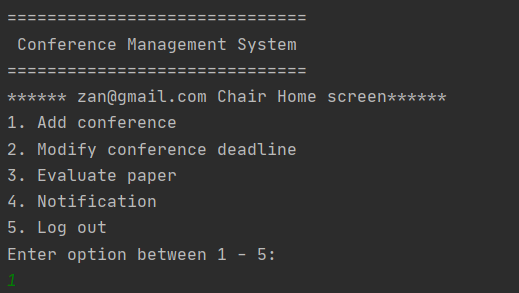 ==============================
 Conference Management System
==============================
****** zan@gmail.com Chair Home screen******
1. Add conference
2. Modify conference deadline
3. Evaluate paper
4. Notification
5. Log out
Enter option between 1 - 5:
1